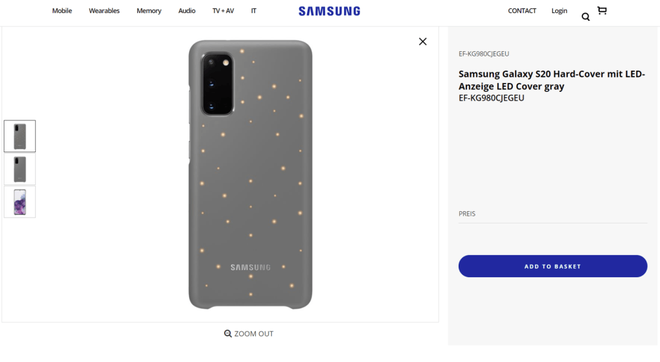 Mobile Wearables Memory Audio TV + AV IT SAMSUNG CONTACT Login
EF-KG980CJEGEU
Samsung Galaxy S20 Hard-Cover mit LED-
Anzeige LED Cover gray
EF-KG980CJEGEU
PREIS
ADD TO BASKET
SAMSUNG
ZOOM OUT